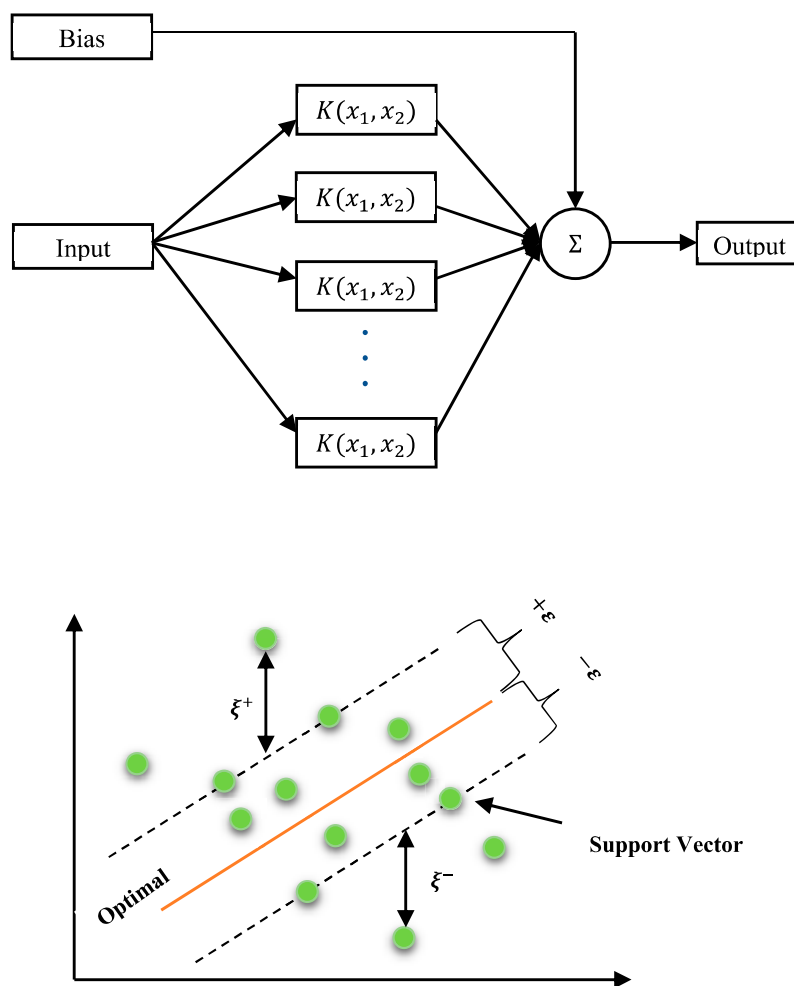 Bias
K(x₁, x₂)
K(x₁, x₂)
Input
Σ
Output
K(x₁, x₂)
K(x₁, x₂)
ε+
ε−
ξ⁺
Support Vector
Optimal
ξ⁻